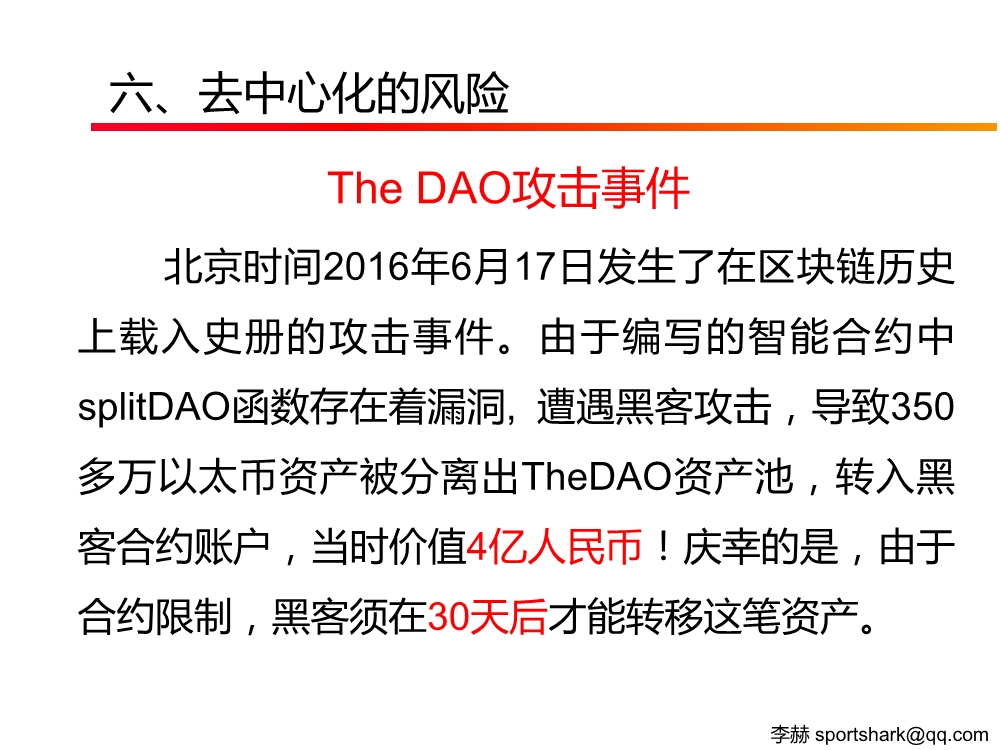 六、去中心化的风险
The DAO攻击事件
北京时间2016年6月17日发生了在区块链历史
上载入史册的攻击事件。由于编写的智能合约中
splitDAO函数存在着漏洞, 遭遇黑客攻击，导致350
多万以太币资产被分离出TheDAO资产池，转入黑
客合约账户，当时价值4亿人民币！庆幸的是，由于
合约限制，黑客须在30天后才能转移这笔资产。
李赫 sportshark@qq.com